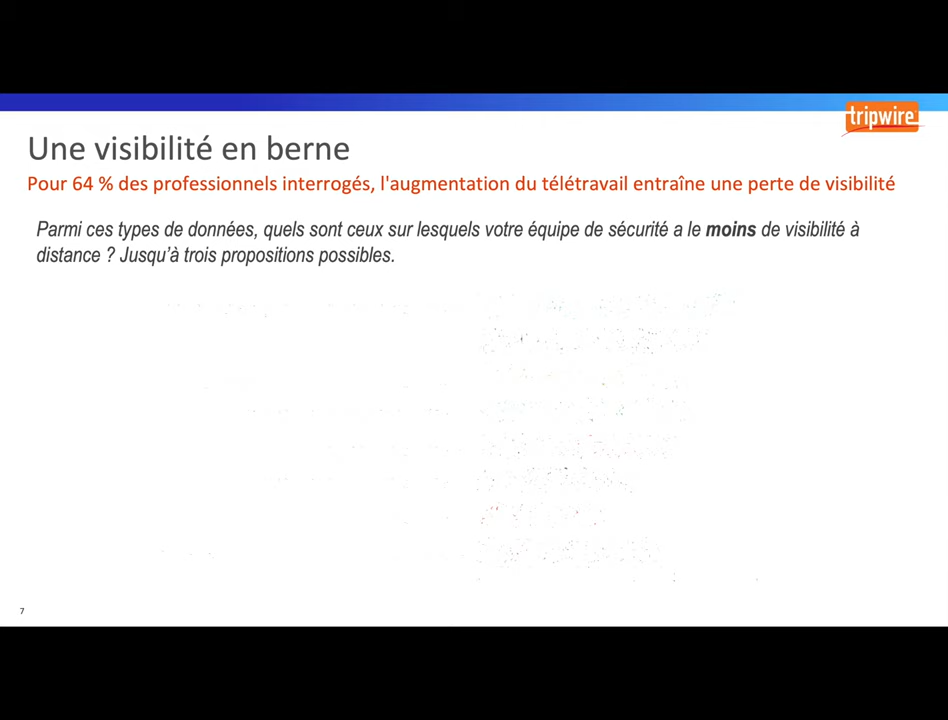 tripwire
Une visibilité en berne
Pour 64 % des professionnels interrogés, l'augmentation du télétravail entraîne une perte de visibilité
Parmi ces types de données, quels sont ceux sur lesquels votre équipe de sécurité a le moins de visibilité à
distance ? Jusqu'à trois propositions possibles.
7